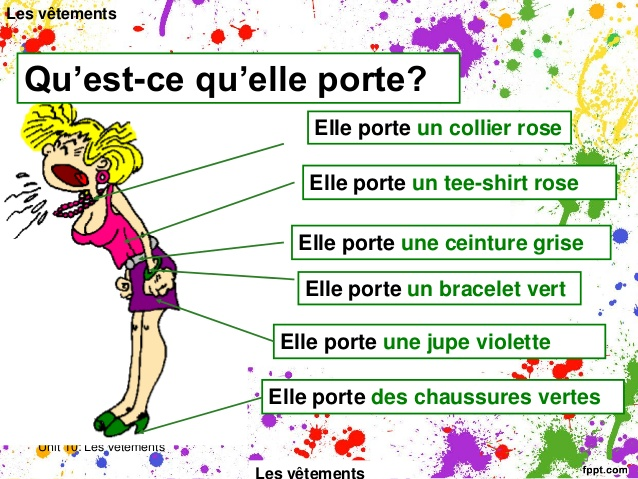 Les vêtements
Qu’est-ce qu’elle porte?
Elle porte un collier rose
Elle porte un tee-shirt rose
Elle porte une ceinture grise
Elle porte un bracelet vert
Elle porte une jupe violette
Elle porte des chaussures vertes
Unit 10: Les vêtements
Les vêtements
fppt.com